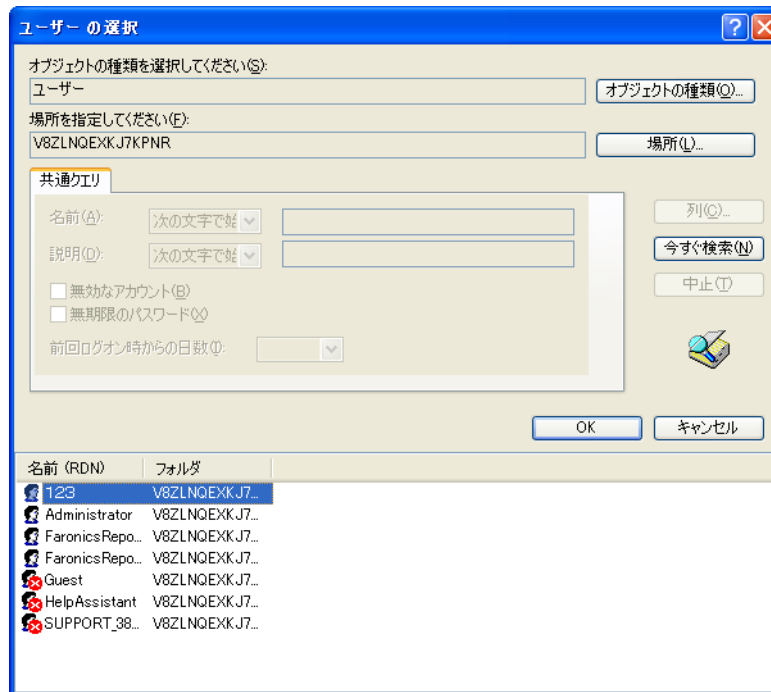 ユーザー の選択
オブジェクトの種類を選択してください(S):
ユーザー
オブジェクトの種類(O)...
場所を指定してください(F):
V8ZLNQEXKJ7KPNR
場所(L)...
共通クエリ
名前(A):
次の文字で始
列(C)...
説明(D):
次の文字で始
今すぐ検索(N)
無効なアカウント(B)
中止(T)
無期限のパスワード(X)
前回ログオン時からの日数(I):
OK
キャンセル
名前 (RDN) フォルダ
123 V8ZLNQEXKJ7...
Administrator V8ZLNQEXKJ7...
FaronicsRepo... V8ZLNQEXKJ7...
FaronicsRepo... V8ZLNQEXKJ7...
Guest V8ZLNQEXKJ7...
HelpAssistant V8ZLNQEXKJ7...
SUPPORT_38... V8ZLNQEXKJ7...